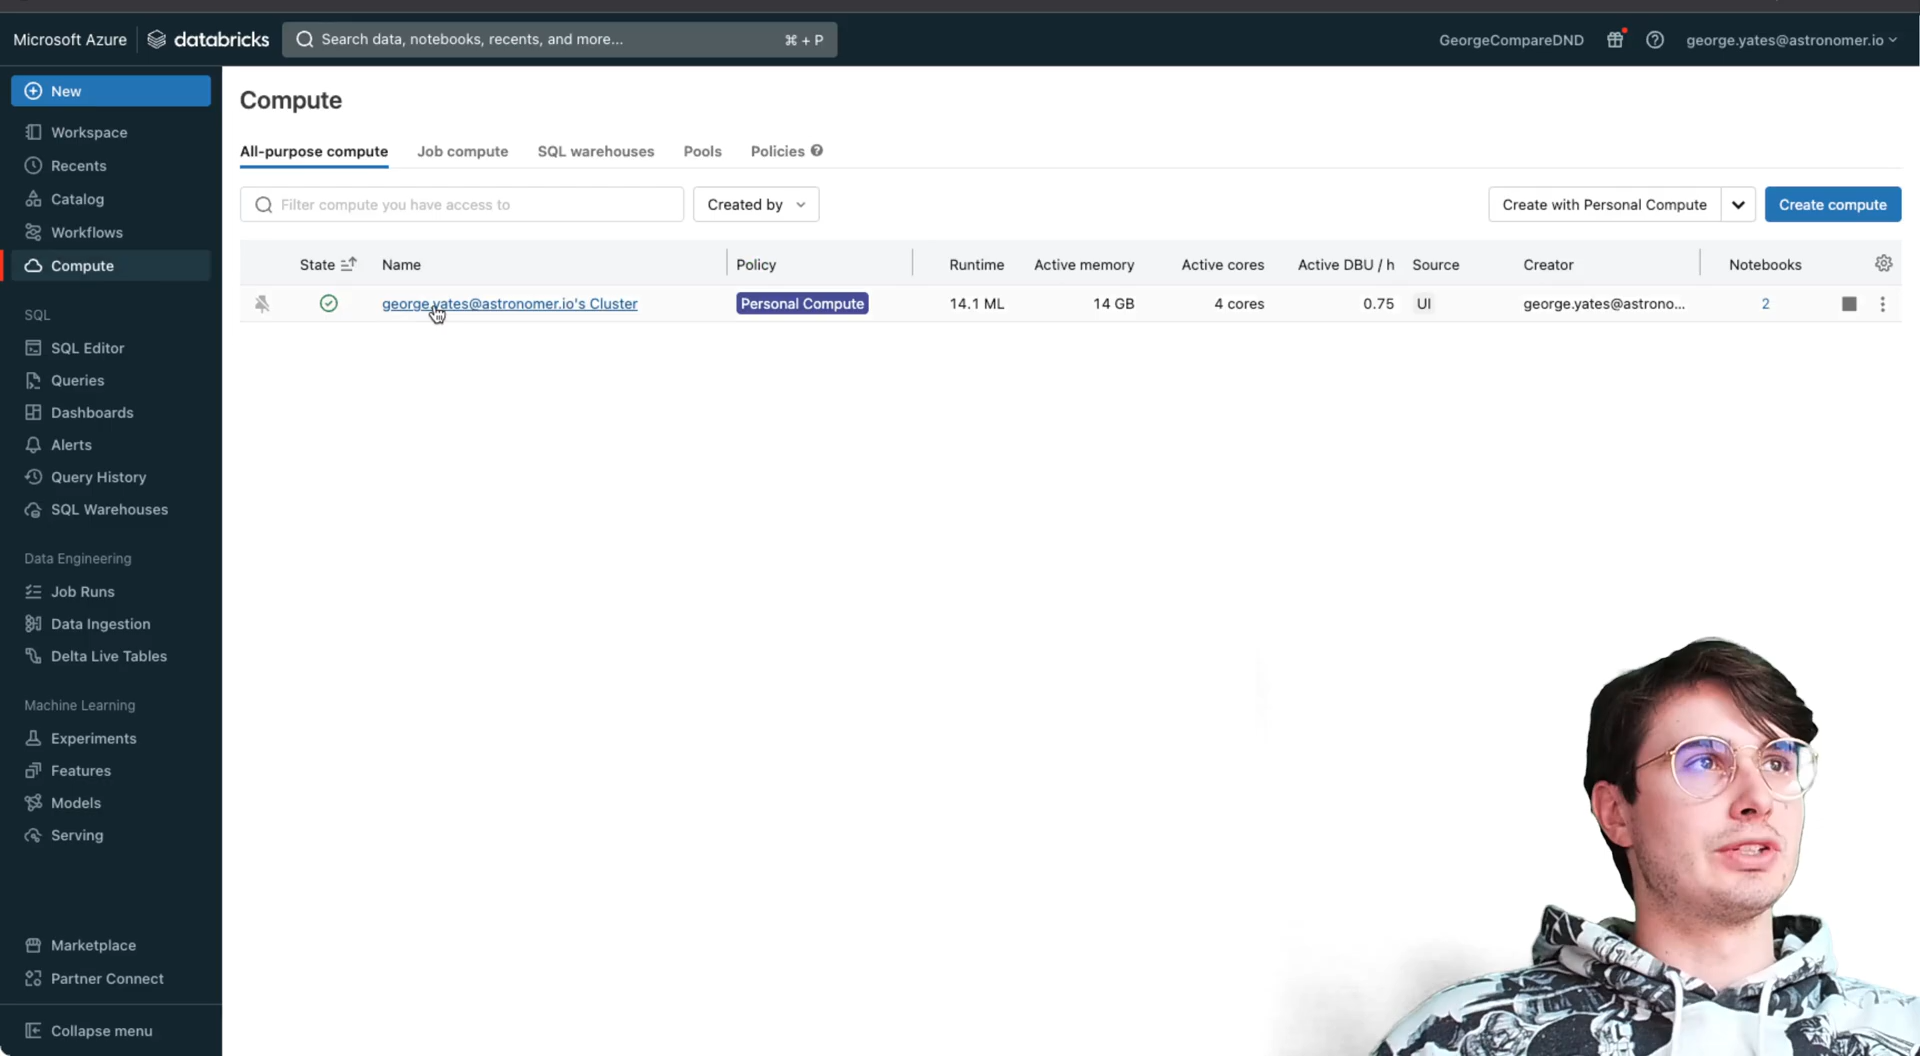 Microsoft Azure databricks Search data, notebooks, recents, and more... ⌘ + P GeorgeCompareDND george.yates@astronomer.io
New
Workspace
Recents
Catalog
Workflows
Compute
SQL
SQL Editor
Queries
Dashboards
Alerts
Query History
SQL Warehouses
Data Engineering
Job Runs
Data Ingestion
Delta Live Tables
Machine Learning
Experiments
Features
Models
Serving
Marketplace
Partner Connect
Collapse menu
Compute
All-purpose compute Job compute SQL warehouses Pools Policies
Filter compute you have access to Created by Create with Personal Compute Create compute
State Name Policy Runtime Active memory Active cores Active DBU / h Source Creator Notebooks
george.yates@astronomer.io's Cluster Personal Compute 14.1 ML 14 GB 4 cores 0.75 UI george.yates@astrono... 2